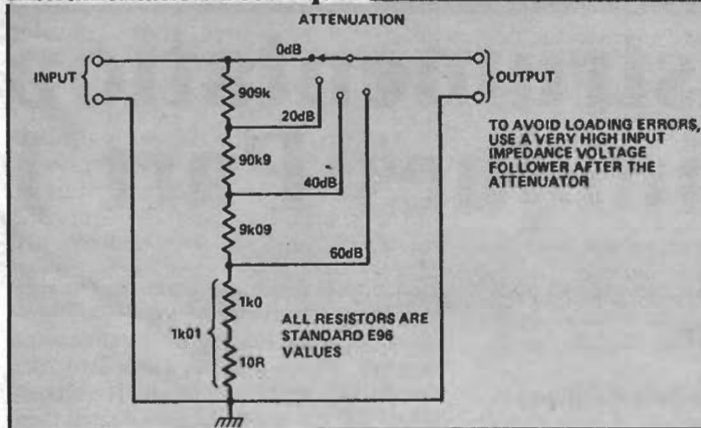 ATTENUATION
0dB
INPUT
OUTPUT
909k
20dB
TO AVOID LOADING ERRORS,
USE A VERY HIGH INPUT
IMPEDANCE VOLTAGE
FOLLOWER AFTER THE
ATTENUATOR
90k9
40dB
9k09
60dB
1k0
1k01
ALL RESISTORS ARE
STANDARD E96
VALUES
10R